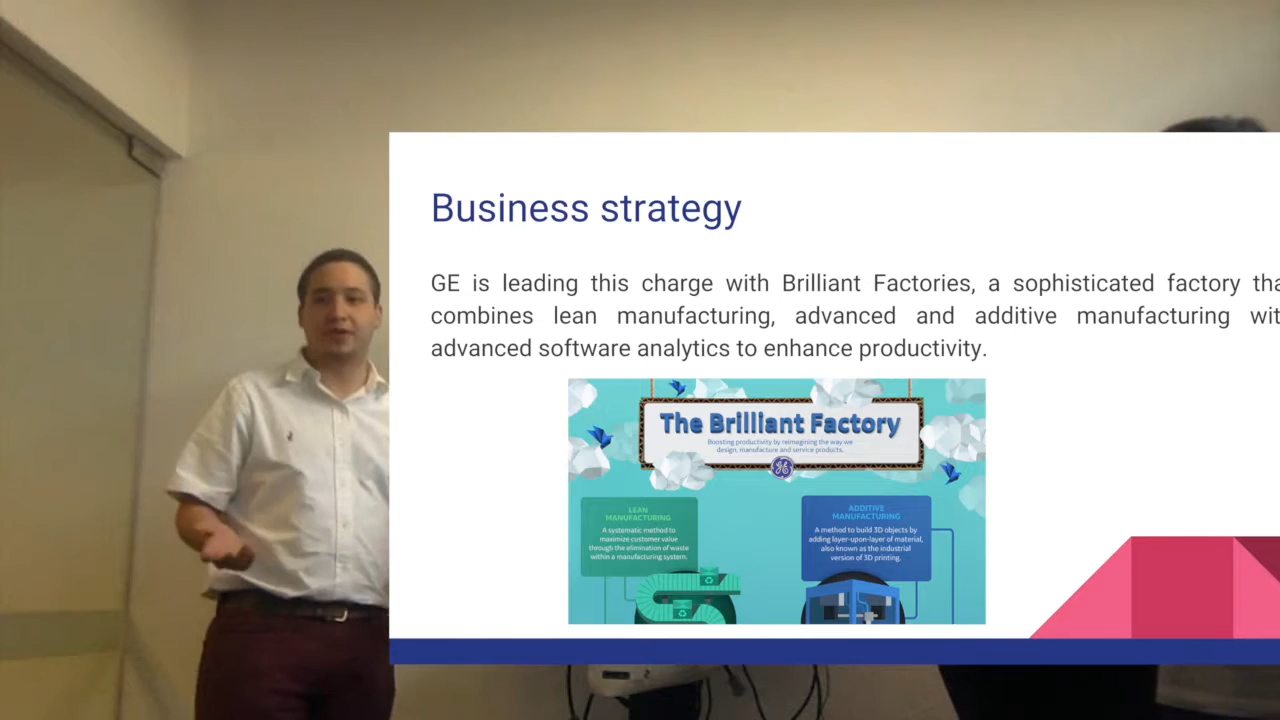 Business strategy
GE is leading this charge with Brilliant Factories, a sophisticated factory tha
combines lean manufacturing, advanced and additive manufacturing wit
advanced software analytics to enhance productivity.
The Brilliant Factory
Boosting productivity by reimagining the way we
design, manufacture and service products.
LEAN
MANUFACTURING
A systematic method to
maximize customer value
through the elimination of waste
within a manufacturing system.
ADDITIVE
MANUFACTURING
A method to build 3D objects by
adding layer-upon-layer of material,
also known as the industrial
version of 3D printing.